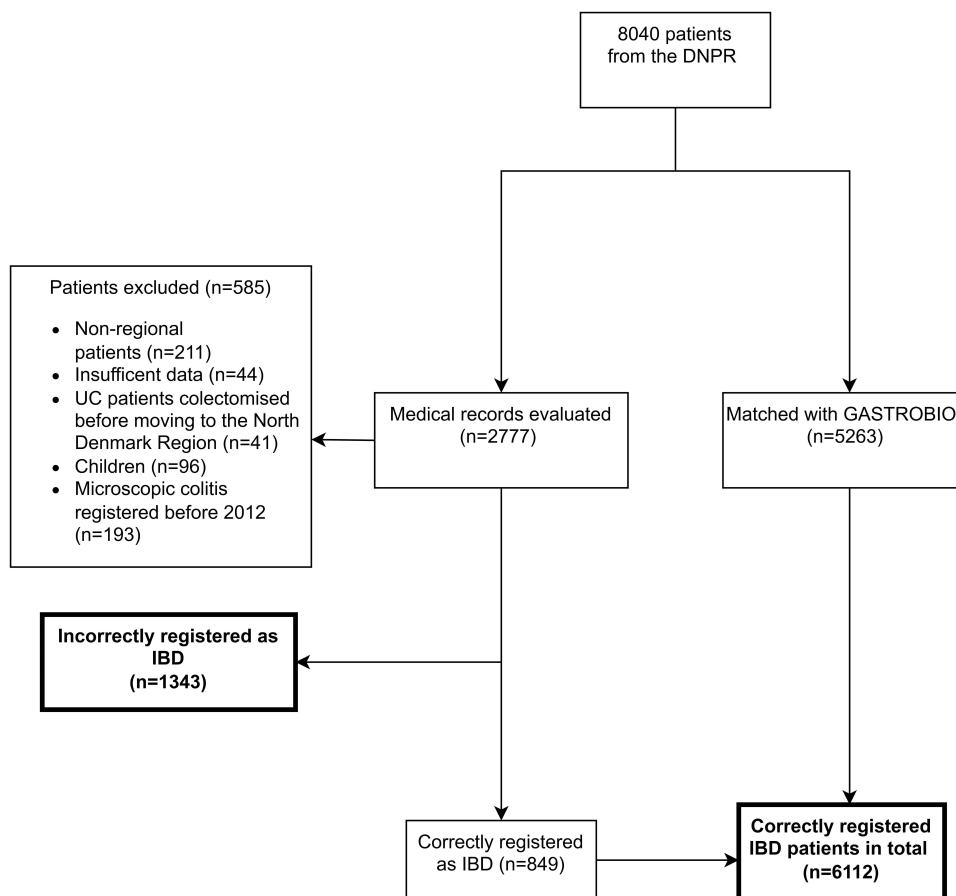 8040 patients
from the DNPR
Patients excluded (n=585)
• Non-regional
patients (n=211)
• Insufficent data (n=44)
• UC patients colectomised
before moving to the North
Denmark Region (n=41)
• Children (n=96)
• Microscopic colitis
registered before 2012
(n=193)
Medical records evaluated
(n=2777)
Matched with GASTROBIO
(n=5263)
Incorrectly registered as
IBD
(n=1343)
Correctly registered
as IBD (n=849)
Correctly registered
IBD patients in total
(n=6112)